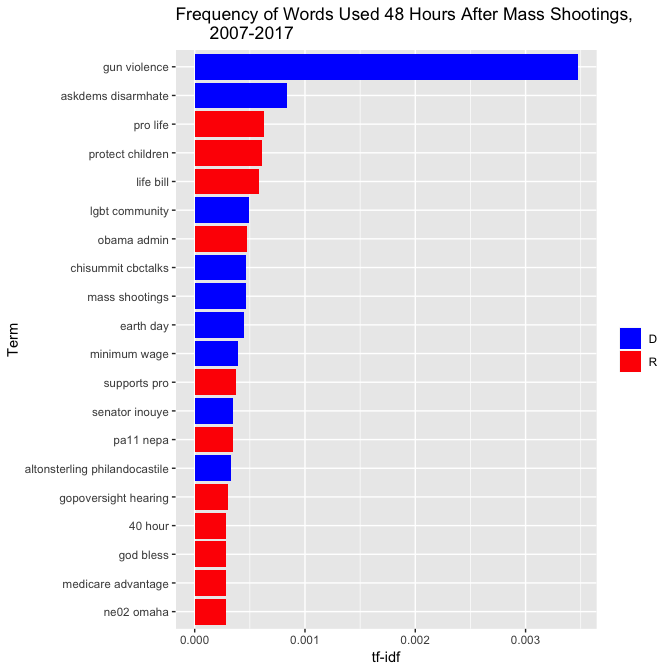 Frequency of Words Used 48 Hours After Mass Shootings,
2007-2017
Term
gun violence
askdems disarmhate
pro life
protect children
life bill
lgbt community
obama admin
chisummit cbctalks
mass shootings
earth day
minimum wage
supports pro
senator inouye
pa11 nepa
altonsterling philandocastile
gopoversight hearing
40 hour
god bless
medicare advantage
ne02 omaha
0.000 0.001 0.002 0.003
tf-idf
D
R